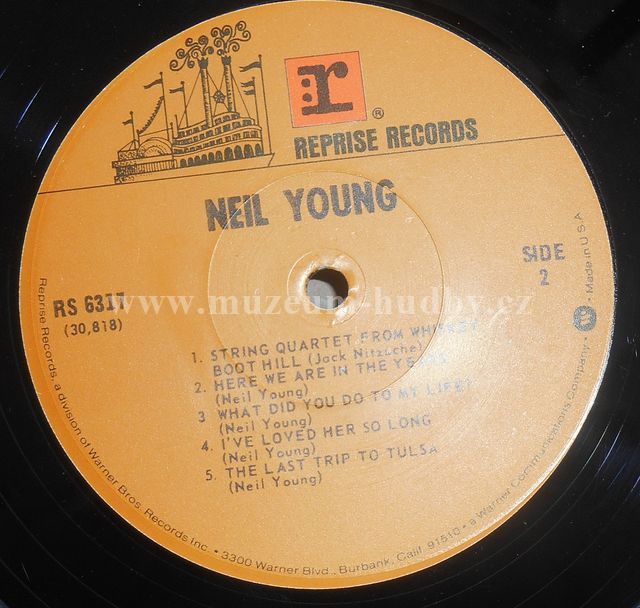 r
®
REPRISE RECORDS
NEIL YOUNG
RS 6317
(30,818)
SIDE
2
www.muzeum-hudby.cz
1. STRING QUARTET FROM WHISKEY
BOOT HILL (Jack Nitzsche)
2. HERE WE ARE IN THE YEARS
(Neil Young)
3 WHAT DID YOU DO TO MY LIFE?
(Neil Young)
4. I'VE LOVED HER SO LONG
(Neil Young)
5. THE LAST TRIP TO TULSA
(Neil Young)
Reprise Records, a division of Warner Bros. Records Inc. • 3300 Warner Blvd., Burbank, Calif. 91510 • a Warner Communications Company • Made in U.S.A